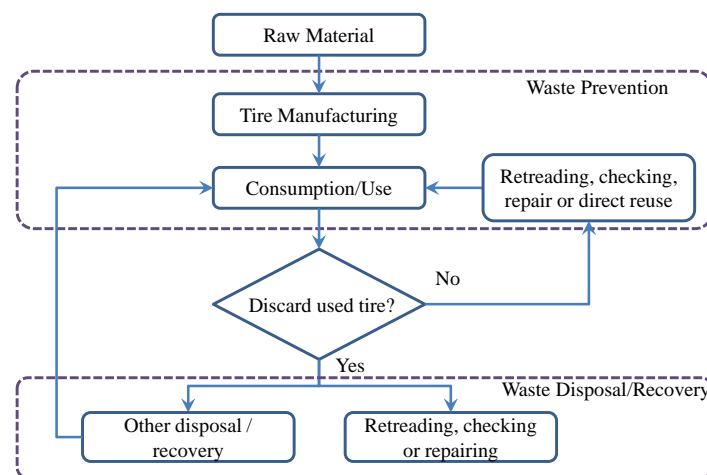 Raw Material
Waste Prevention
Tire Manufacturing
Consumption/Use
Retreading, checking,
repair or direct reuse
No
Discard used tire?
Yes
Waste Disposal/Recovery
Other disposal /
recovery
Retreading, checking
or repairing